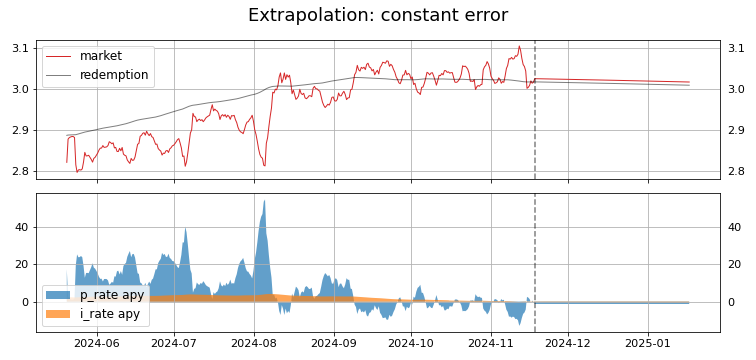 Extrapolation: constant error
3.1 3.1
market
redemption
3.0 3.0
2.9 2.9
2.8 2.8
40 40
20 20
p_rate apy
0 0
i_rate apy
2024-06 2024-07 2024-08 2024-09 2024-10 2024-11 2024-12 2025-01